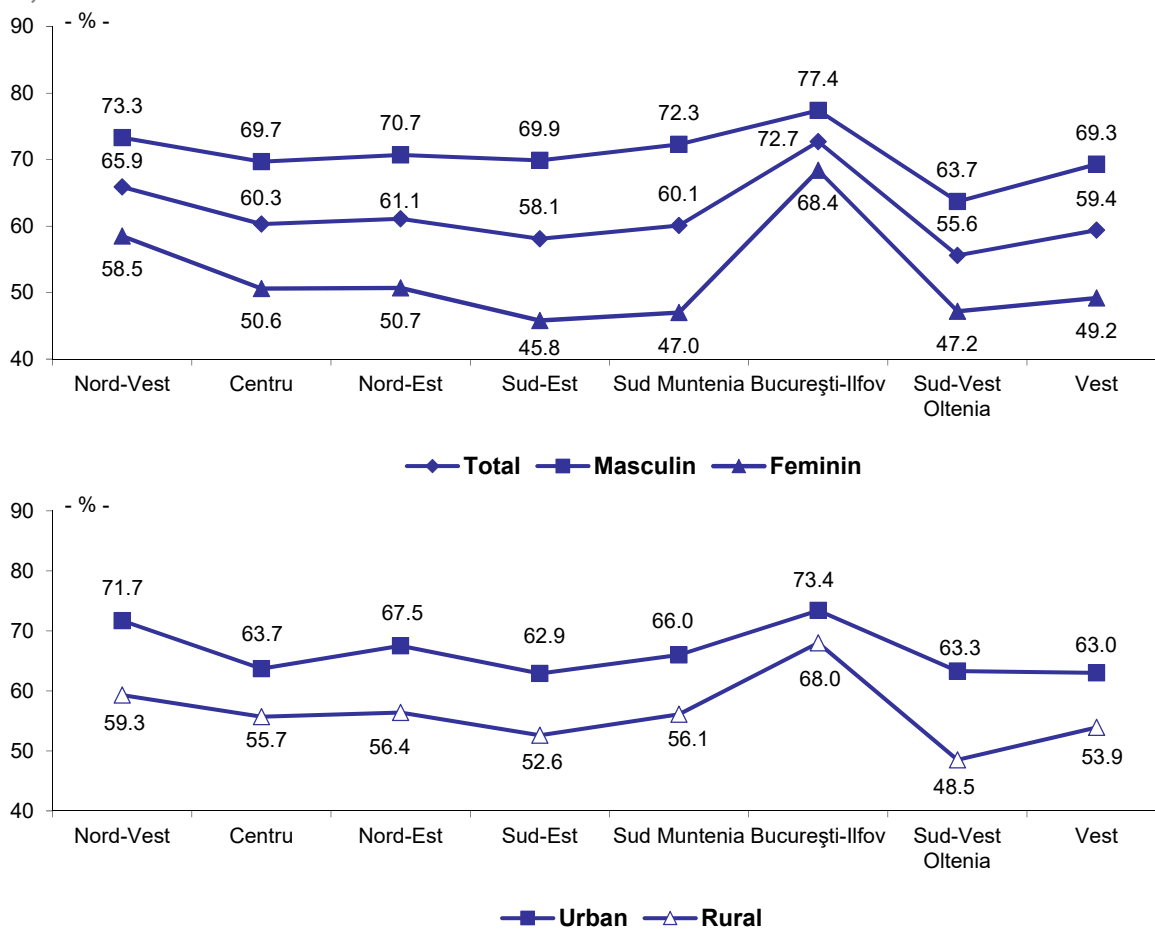 90
- % -
80
70
60
50
40
73.3
69.7
70.7
69.9
72.3
77.4
63.7
69.3
65.9
60.3
61.1
58.1
60.1
72.7
55.6
59.4
58.5
50.6
50.7
45.8
47.0
68.4
47.2
49.2
Nord-Vest
Centru
Nord-Est
Sud-Est
Sud Muntenia
Bucureşti-Ilfov
Sud-Vest
Oltenia
Vest
Total Masculin Feminin
90
- % -
80
70
60
50
40
71.7
63.7
67.5
62.9
66.0
73.4
63.3
63.0
59.3
55.7
56.4
52.6
56.1
68.0
48.5
53.9
Nord-Vest
Centru
Nord-Est
Sud-Est
Sud Muntenia
Bucureşti-Ilfov
Sud-Vest
Oltenia
Vest
Urban Rural